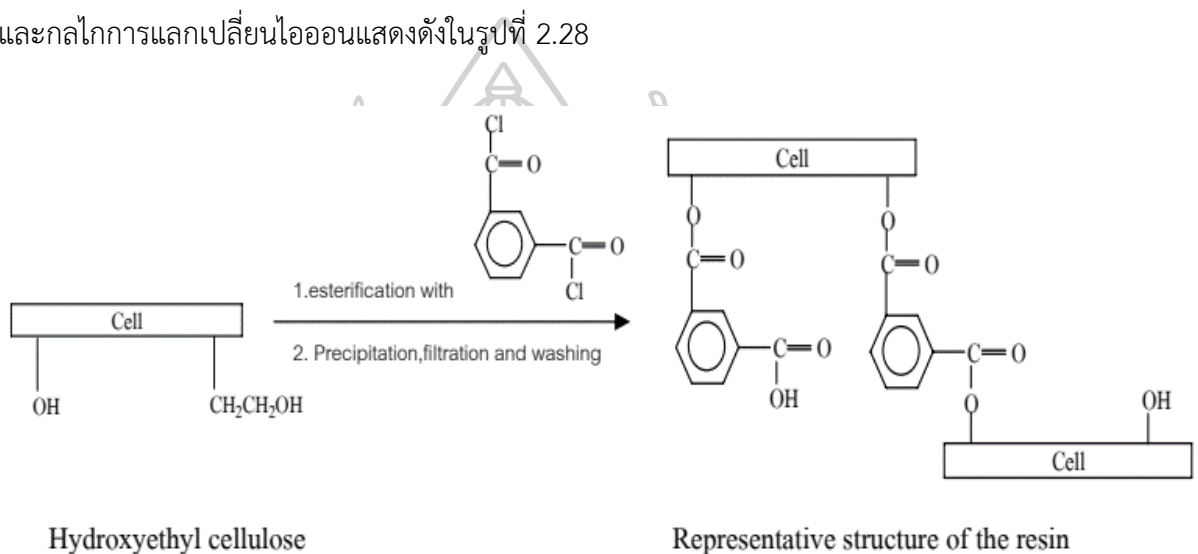 และกลไกการแลกเปลี่ยนไอออนแสดงดังในรูปที่ 2.28
Cl
C=O
C=O
Cl
1.esterification with
2. Precipitation,filtration and washing
Cell
OH
CH₂CH₂OH
Cell
O
O
C=O
C=O
C=O
OH
C=O
O
OH
Cell
Hydroxyethyl cellulose
Representative structure of the resin